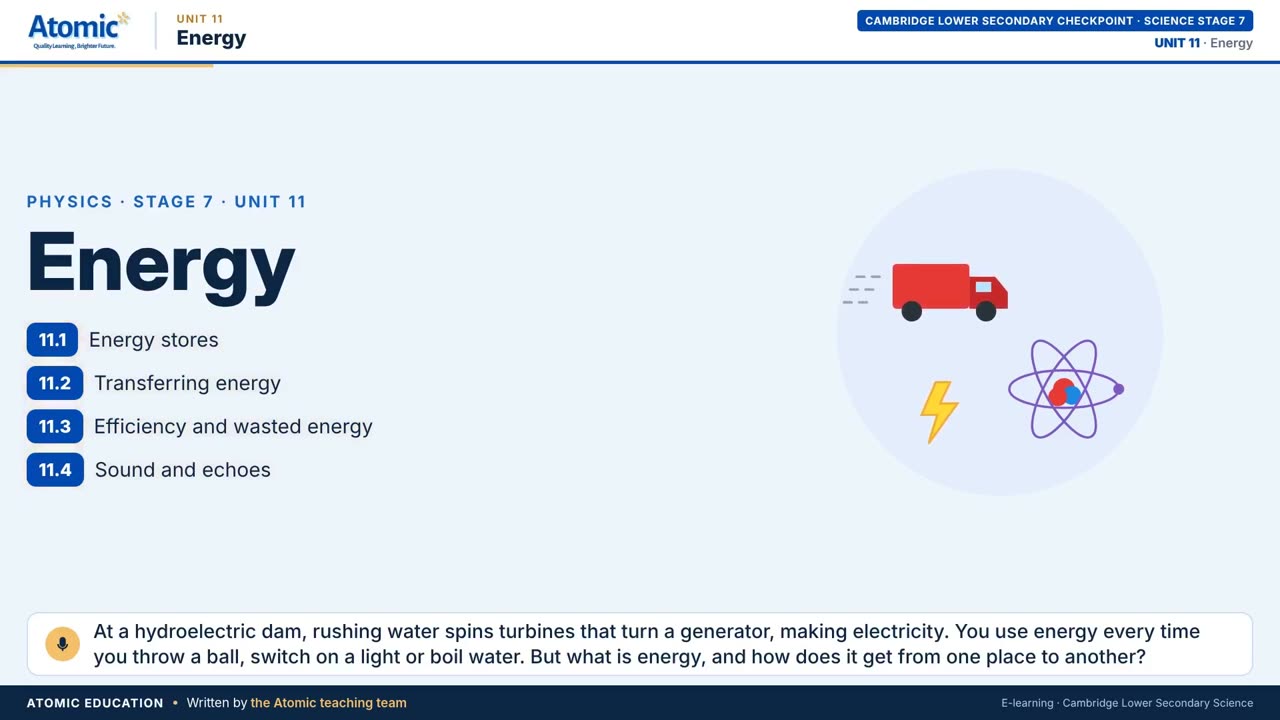 Atomic
Quality Learning, Brighter Future.
UNIT 11
Energy
CAMBRIDGE LOWER SECONDARY CHECKPOINT · SCIENCE STAGE 7
UNIT 11 · Energy
PHYSICS · STAGE 7 · UNIT 11
Energy
11.1 Energy stores
11.2 Transferring energy
11.3 Efficiency and wasted energy
11.4 Sound and echoes
At a hydroelectric dam, rushing water spins turbines that turn a generator, making electricity. You use energy every time
you throw a ball, switch on a light or boil water. But what is energy, and how does it get from one place to another?
ATOMIC EDUCATION • Written by the Atomic teaching team
E-learning · Cambridge Lower Secondary Science